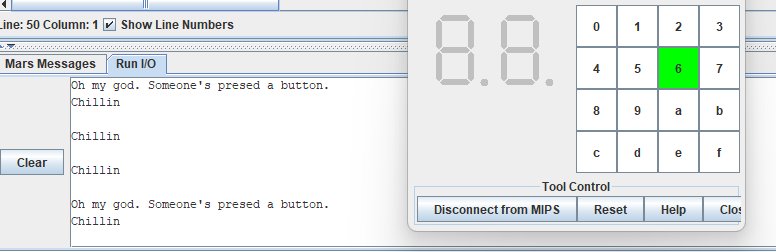 Line: 50 Column: 1 Show Line Numbers
Mars Messages Run I/O
Oh my god. Someone's presed a button.
Chillin
Chillin
Chillin
Oh my god. Someone's presed a button.
Chillin
Clear
0 1 2 3
4 5 6 7
8 9 a b
c d e f
Tool Control
Disconnect from MIPS Reset Help Clos